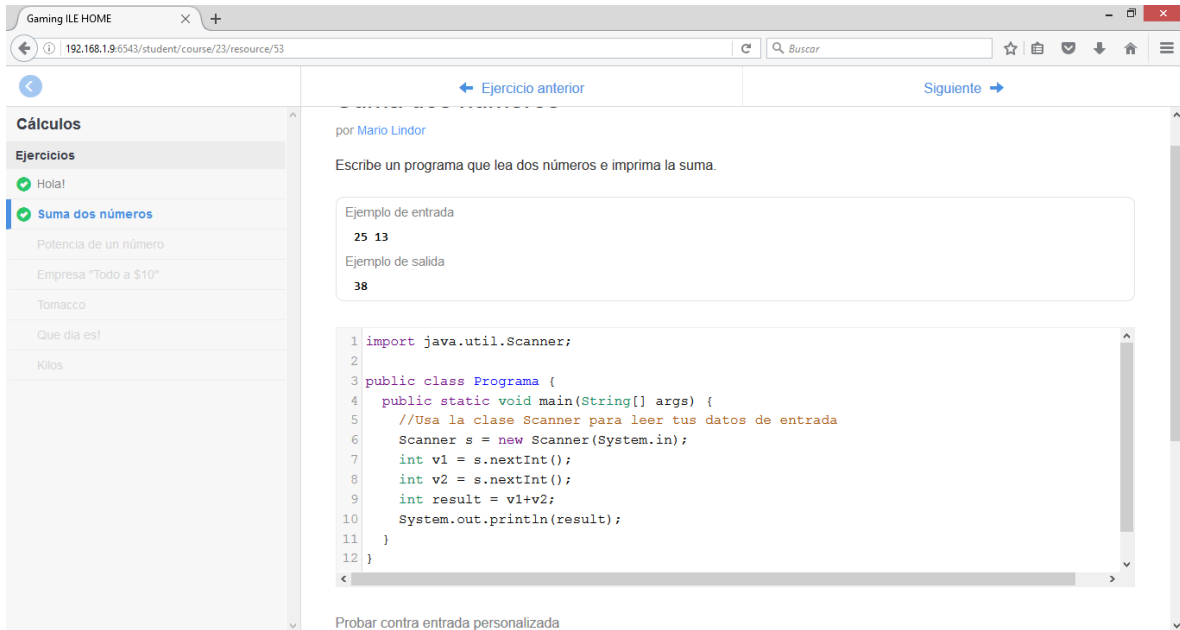 Gaming ILE HOME
192.168.1.9:6543/student/course/23/resource/53
Buscar
Ejercicio anterior
Siguiente
Cálculos
Ejercicios
Hola!
Suma dos números
Potencia de un número
Empresa "Todo a $10"
Tomacco
Que dia es!
Kilos
Suma dos números
por Mario Lindor
Escribe un programa que lea dos números e imprima la suma.
Ejemplo de entrada
25 13
Ejemplo de salida
38
1 import java.util.Scanner;
2
3 public class Programa {
4 public static void main(String[] args) {
5 //Usa la clase Scanner para leer tus datos de entrada
6 Scanner s = new Scanner(System.in);
7 int v1 = s.nextInt();
8 int v2 = s.nextInt();
9 int result = v1+v2;
10 System.out.println(result);
11 }
12 }
Probar contra entrada personalizada